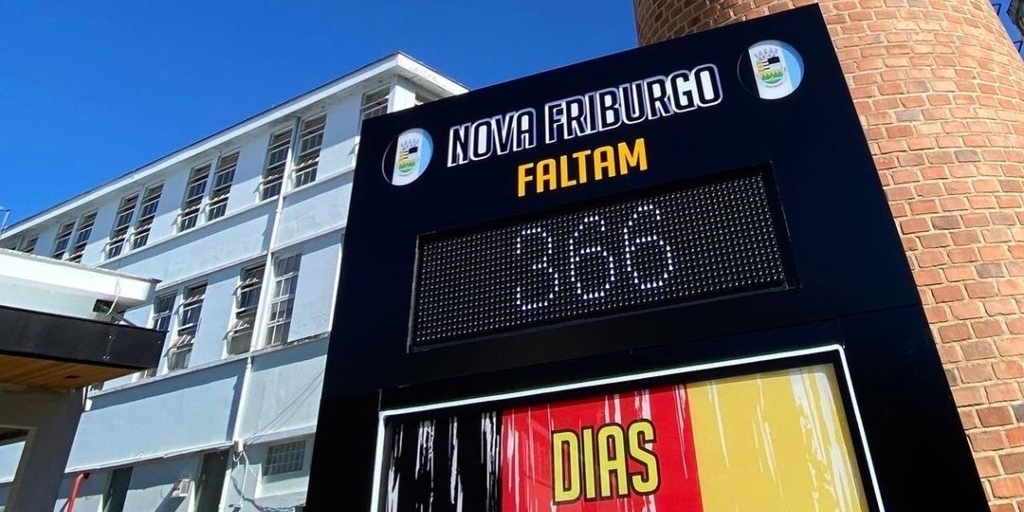 NOVA FRIBURGO
FALTAM
366
DIAS